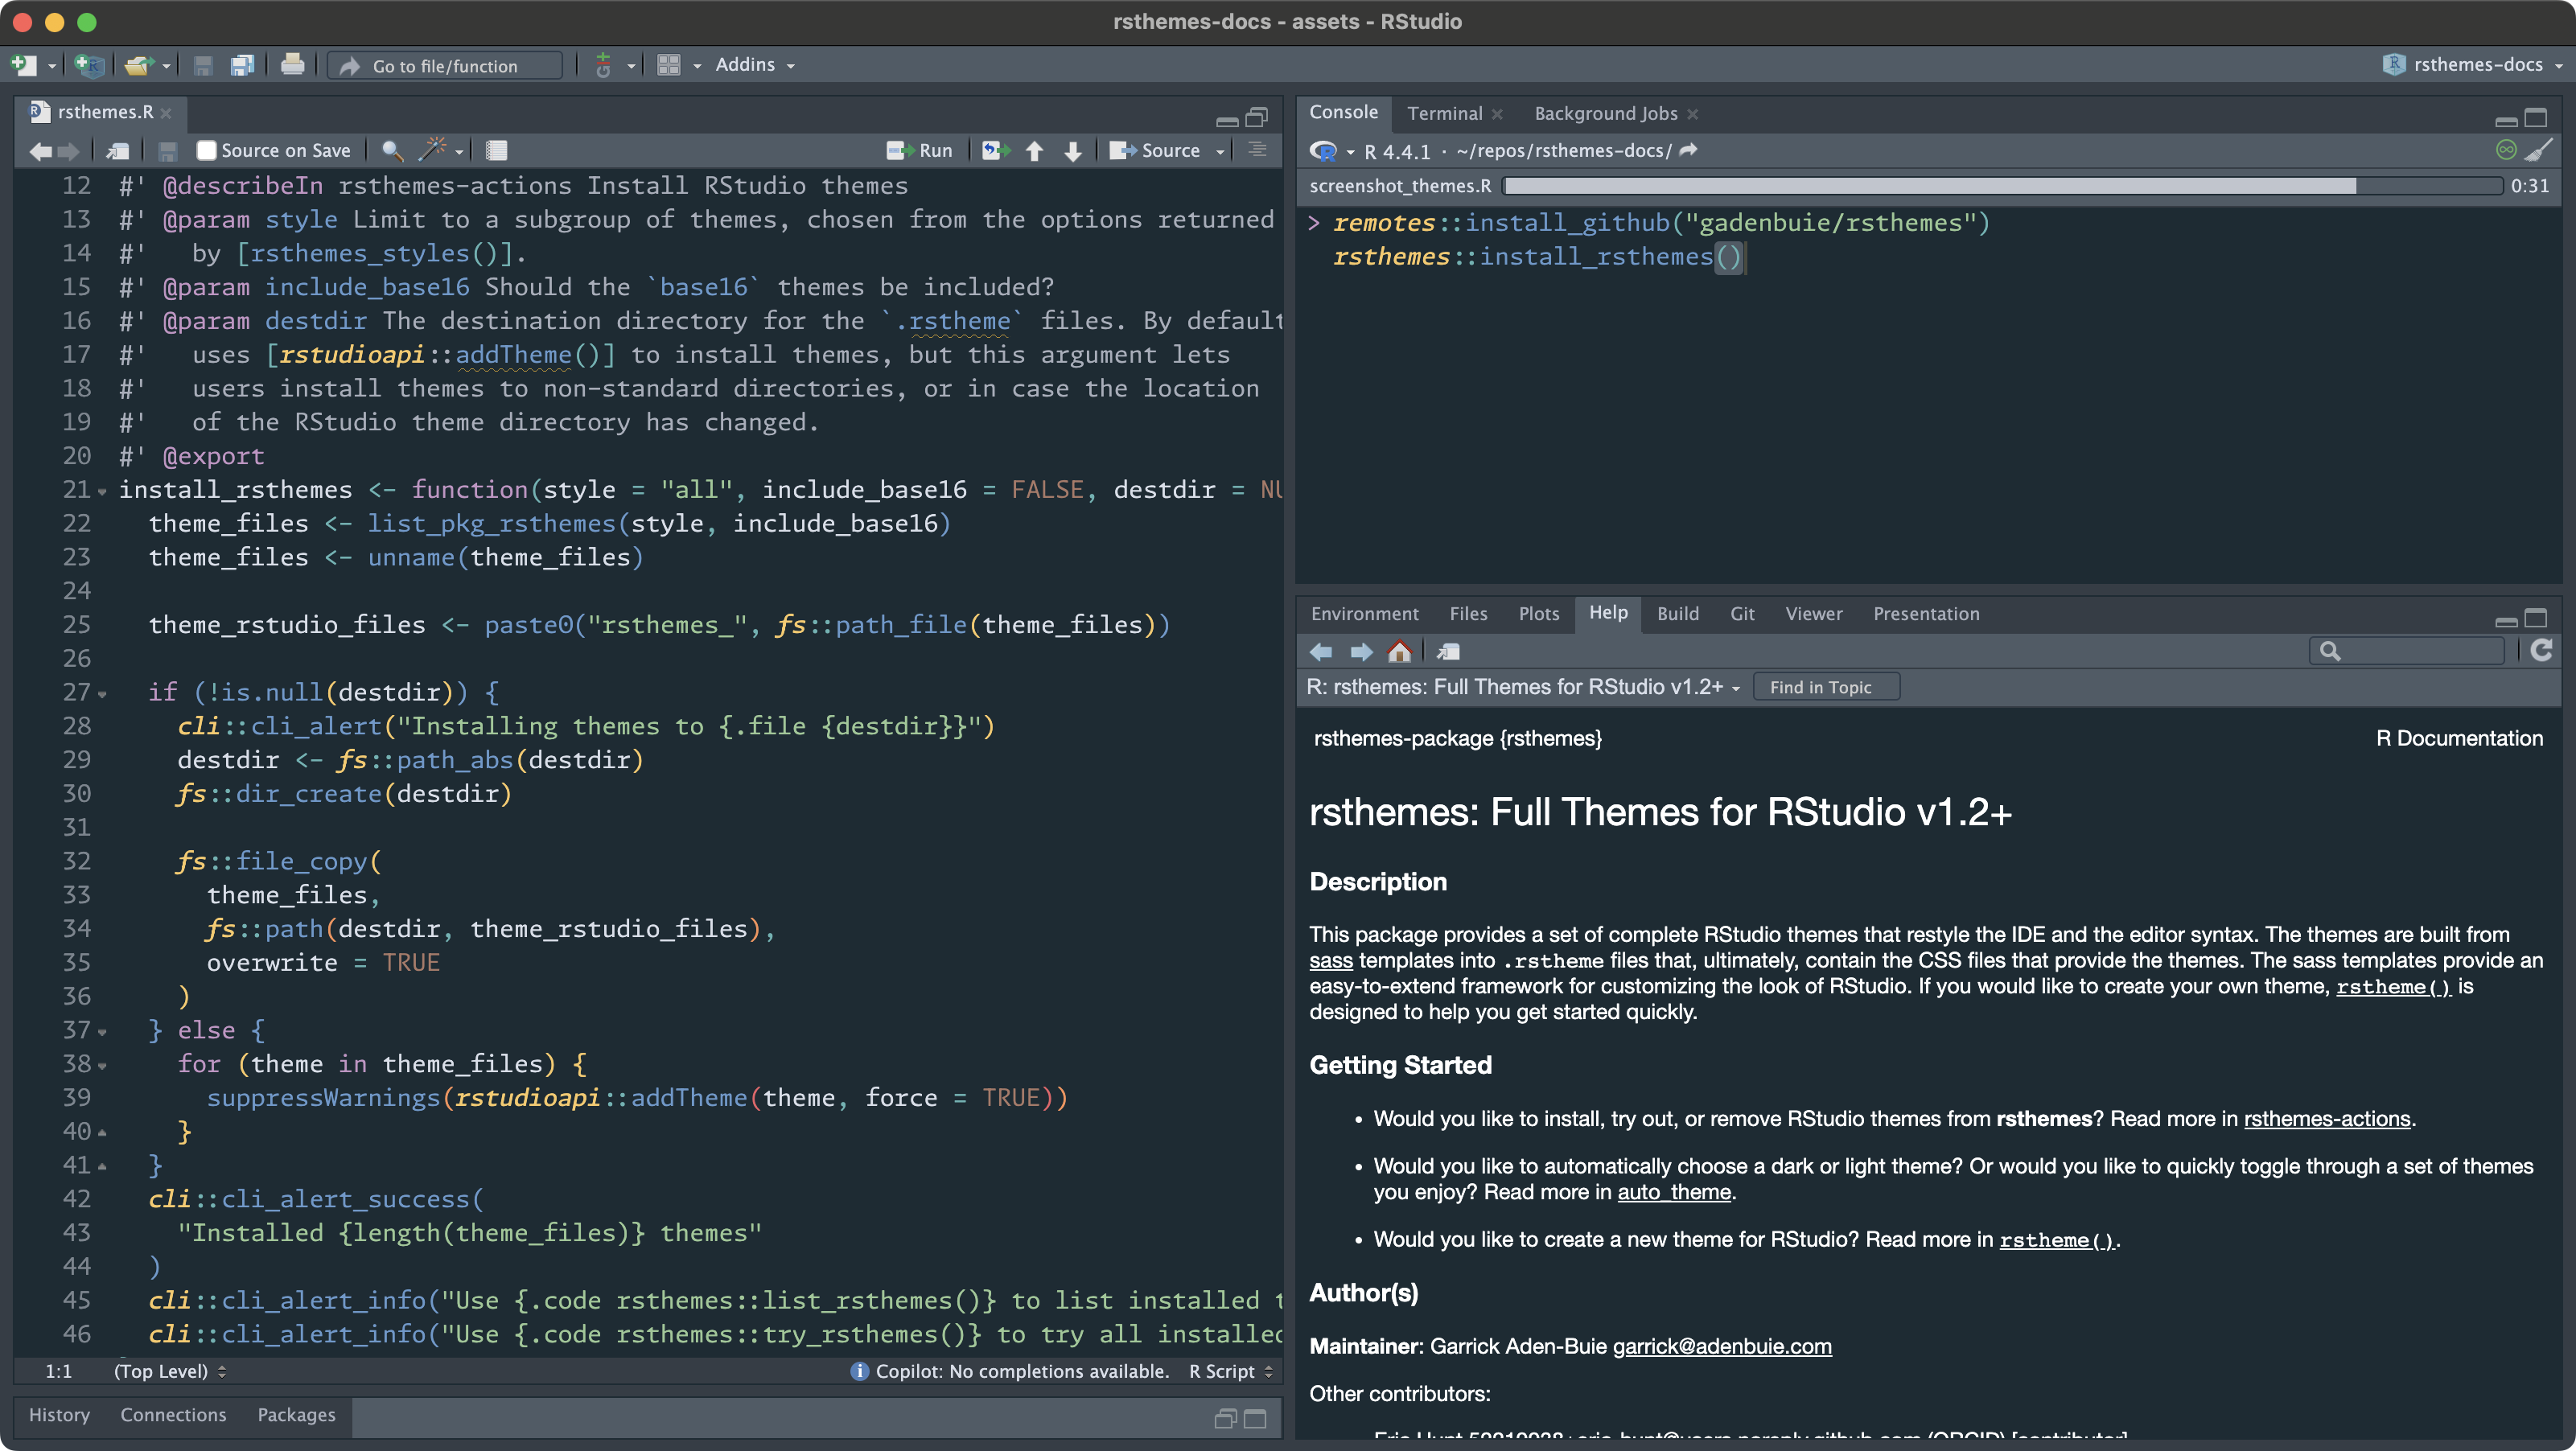 rsthemes-docs - assets - RStudio
Go to file/function
Addins
rsthemes-docs
rsthemes.R
Source on Save
Run
Source
12 #' @describeIn rsthemes-actions Install RStudio themes
13 #' @param style Limit to a subgroup of themes, chosen from the options returned
14 #'   by [rsthemes_styles()].
15 #' @param include_base16 Should the `base16` themes be included?
16 #' @param destdir The destination directory for the `.rstheme` files. By default
17 #'   uses [rstudioapi::addTheme()] to install themes, but this argument lets
18 #'   users install themes to non-standard directories, or in case the location
19 #'   of the RStudio theme directory has changed.
20 #' @export
21 install_rsthemes <- function(style = "all", include_base16 = FALSE, destdir = NU
22   theme_files <- list_pkg_rsthemes(style, include_base16)
23   theme_files <- unname(theme_files)
24
25   theme_rstudio_files <- paste0("rsthemes_", fs::path_file(theme_files))
26
27   if (!is.null(destdir)) {
28     cli::cli_alert("Installing themes to {.file {destdir}}")
29     destdir <- fs::path_abs(destdir)
30     fs::dir_create(destdir)
31
32     fs::file_copy(
33       theme_files,
34       fs::path(destdir, theme_rstudio_files),
35       overwrite = TRUE
36     )
37   } else {
38     for (theme in theme_files) {
39       suppressWarnings(rstudioapi::addTheme(theme, force = TRUE))
40     }
41   }
42   cli::cli_alert_success(
43     "Installed {length(theme_files)} themes"
44   )
45   cli::cli_alert_info("Use {.code rsthemes::list_rsthemes()} to list installed t
46   cli::cli_alert_info("Use {.code rsthemes::try_rsthemes()} to try all installed
1:1 (Top Level) Copilot: No completions available. R Script
History Connections Packages
Console Terminal Background Jobs
R 4.4.1 · ~/repos/rsthemes-docs/
screenshot_themes.R 0:31
> remotes::install_github("gadenbuie/rsthemes")
rsthemes::install_rsthemes()
Environment Files Plots Help Build Git Viewer Presentation
R: rsthemes: Full Themes for RStudio v1.2+ Find in Topic
rsthemes-package {rsthemes} R Documentation
rsthemes: Full Themes for RStudio v1.2+
Description
This package provides a set of complete RStudio themes that restyle the IDE and the editor syntax. The themes are built from
sass templates into .rstheme files that, ultimately, contain the CSS files that provide the themes. The sass templates provide an
easy-to-extend framework for customizing the look of RStudio. If you would like to create your own theme, rstheme() is
designed to help you get started quickly.
Getting Started
• Would you like to install, try out, or remove RStudio themes from rsthemes? Read more in rsthemes-actions.
• Would you like to automatically choose a dark or light theme? Or would you like to quickly toggle through a set of themes
you enjoy? Read more in auto_theme.
• Would you like to create a new theme for RStudio? Read more in rstheme().
Author(s)
Maintainer: Garrick Aden-Buie garrick@adenbuie.com
Other contributors: